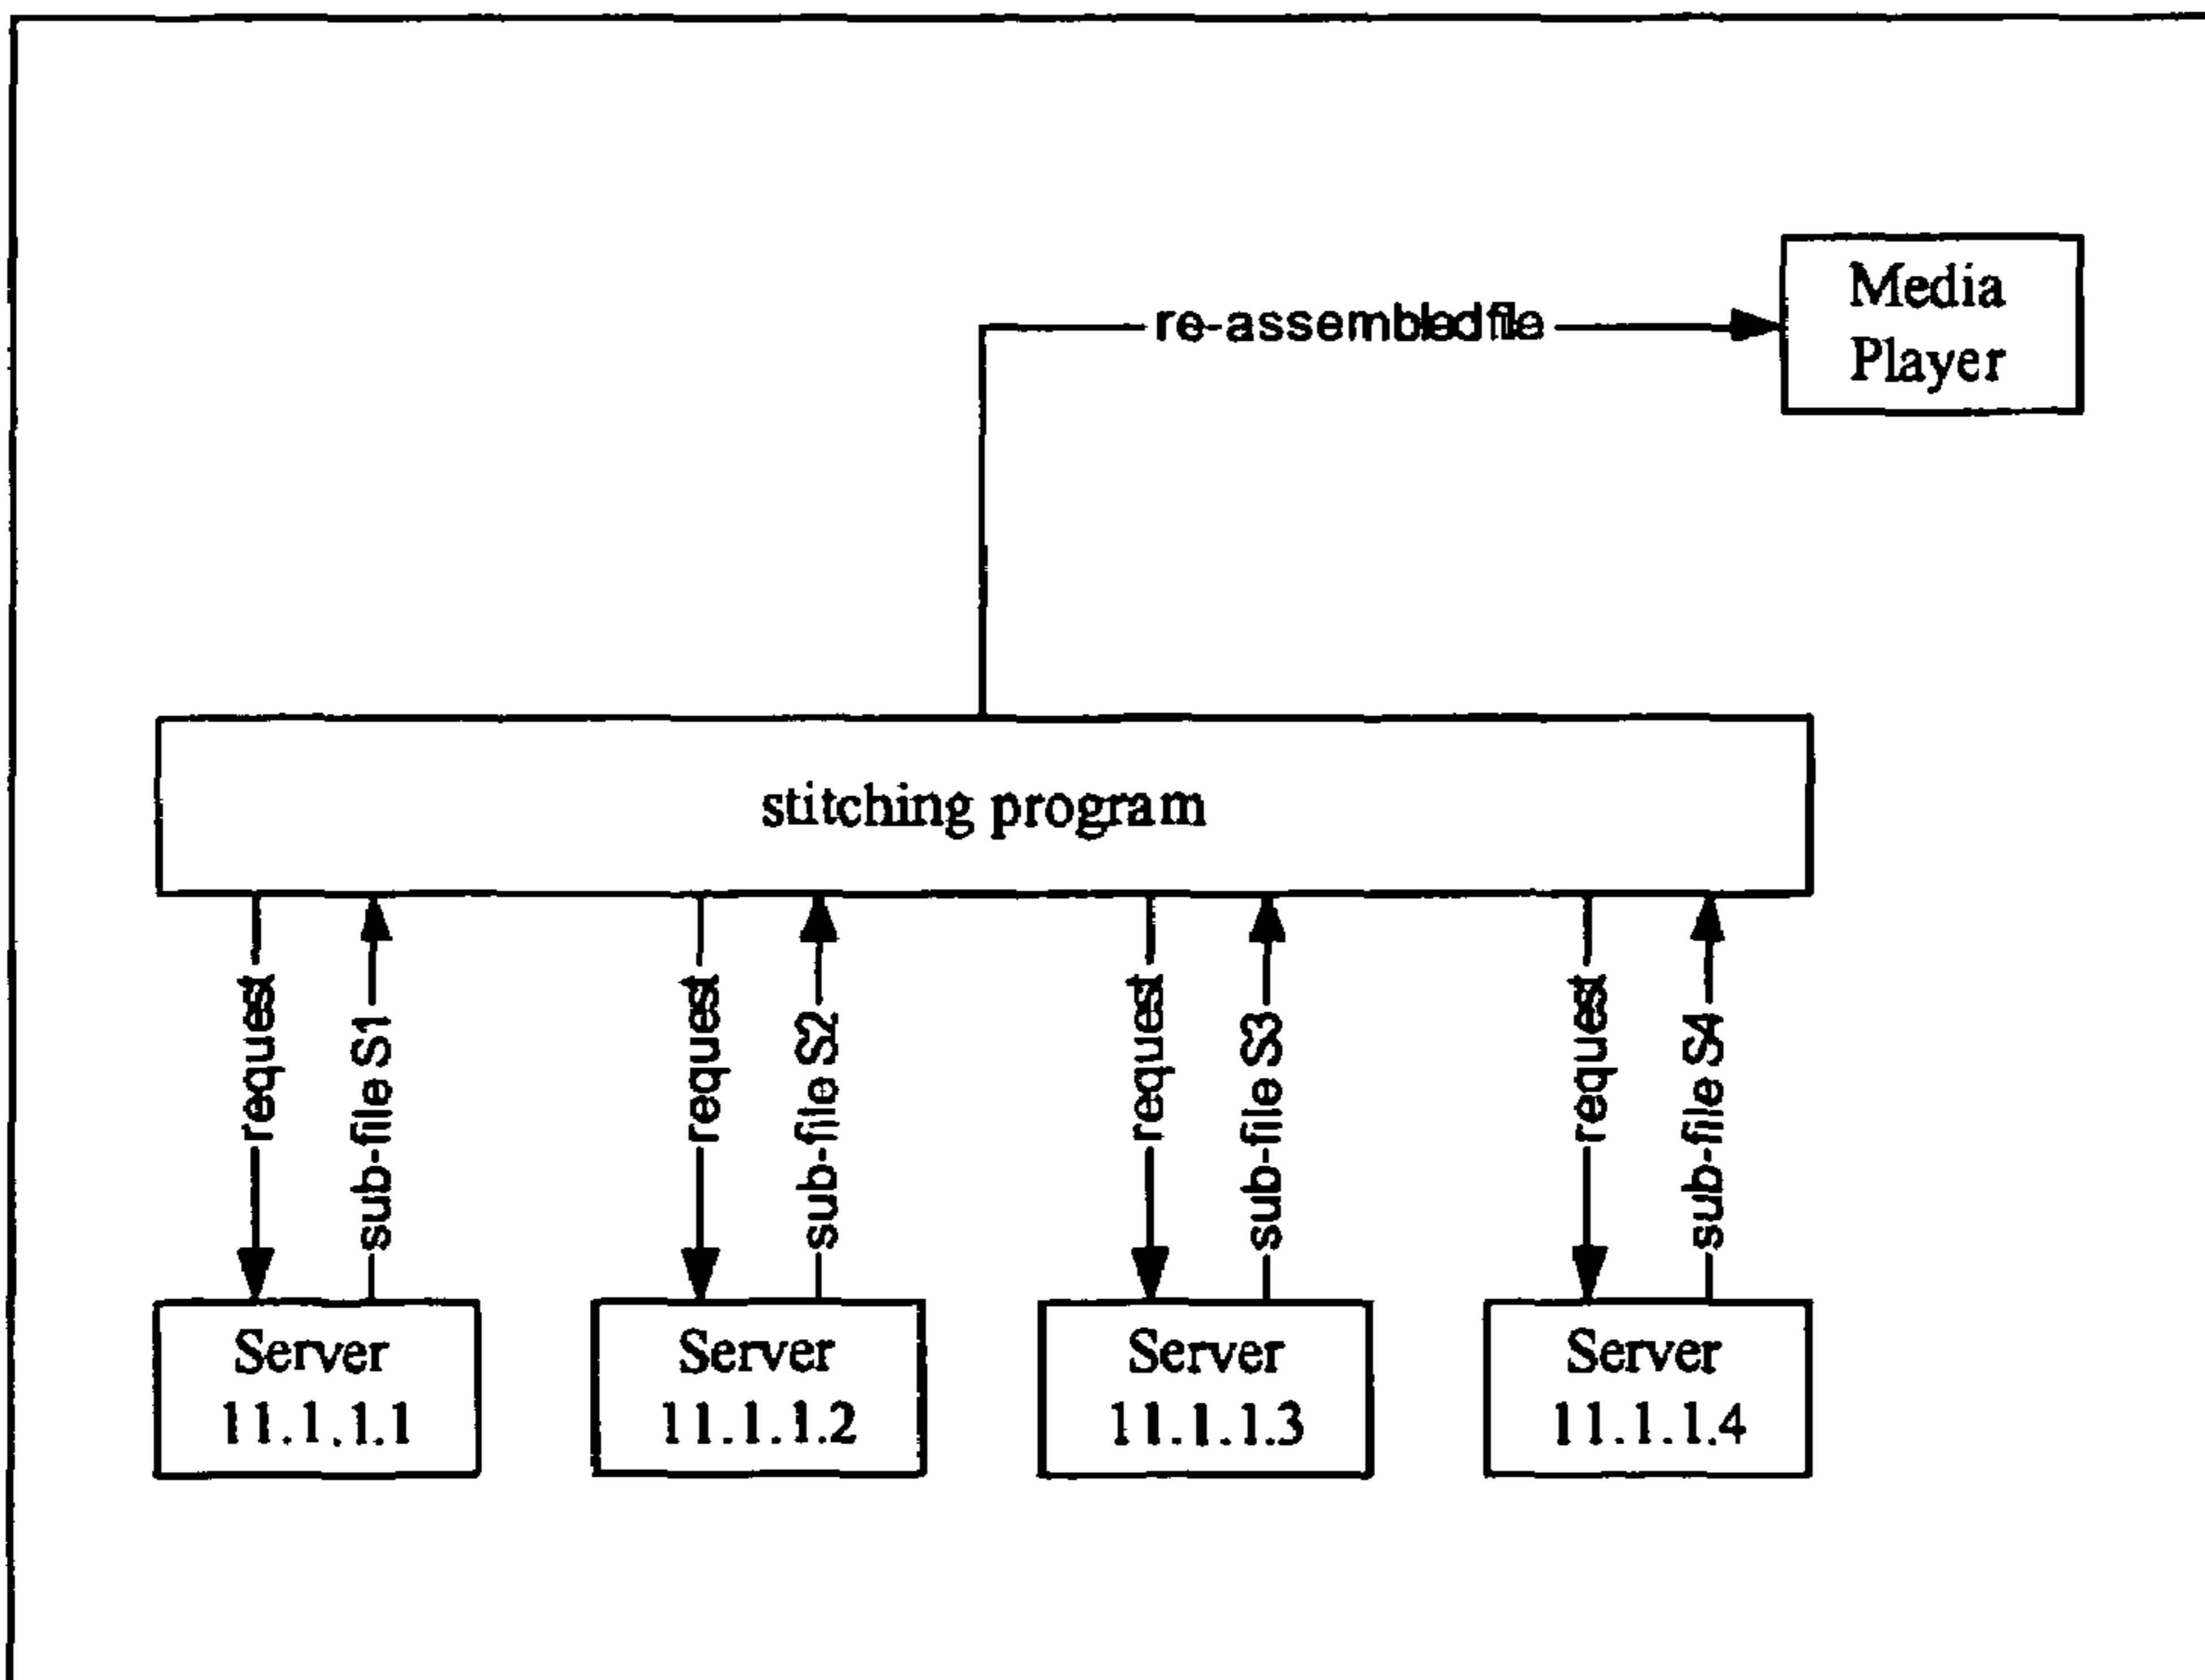 Media
Player
re-assembled file
stitching program
request
sub-file S1
request
sub-file S2
request
sub-file S3
request
sub-file S4
Server
11.1.1.1
Server
11.1.1.2
Server
11.1.1.3
Server
11.1.1.4